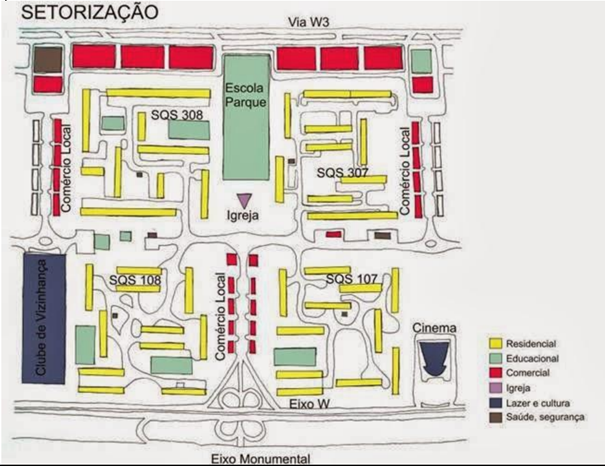 SETORIZAÇÃO
Via W3
Escola
Parque
SQS 308
SQS 307
Comércio Local
Comércio Local
Igreja
SQS 108
SQS 107
Clube de Vizinhança
Comércio Local
Cinema
Eixo W
Eixo Monumental
Residencial
Educacional
Comercial
Igreja
Lazer e cultura
Saúde, segurança